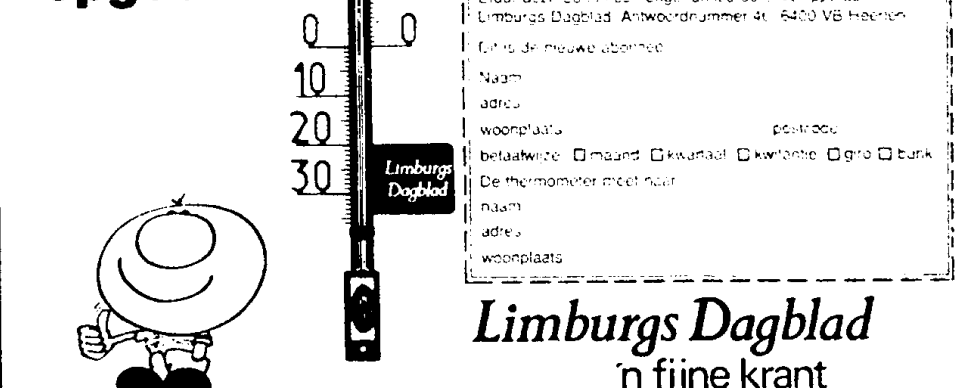 0 0
10
20
30
Limburgs
Dagblad
Limburgs Dagblad Antwoordnummer 46 6400 VB Heerlen
Dit is de nieuwe abonnee
Naam
adres
woonplaats postcode
betaalwijze □ maand □ kwartaal □ kwitantie □ giro □ bank
De thermometer moet naar
naam
adres
woonplaats
Limburgs Dagblad
'n fijne krant